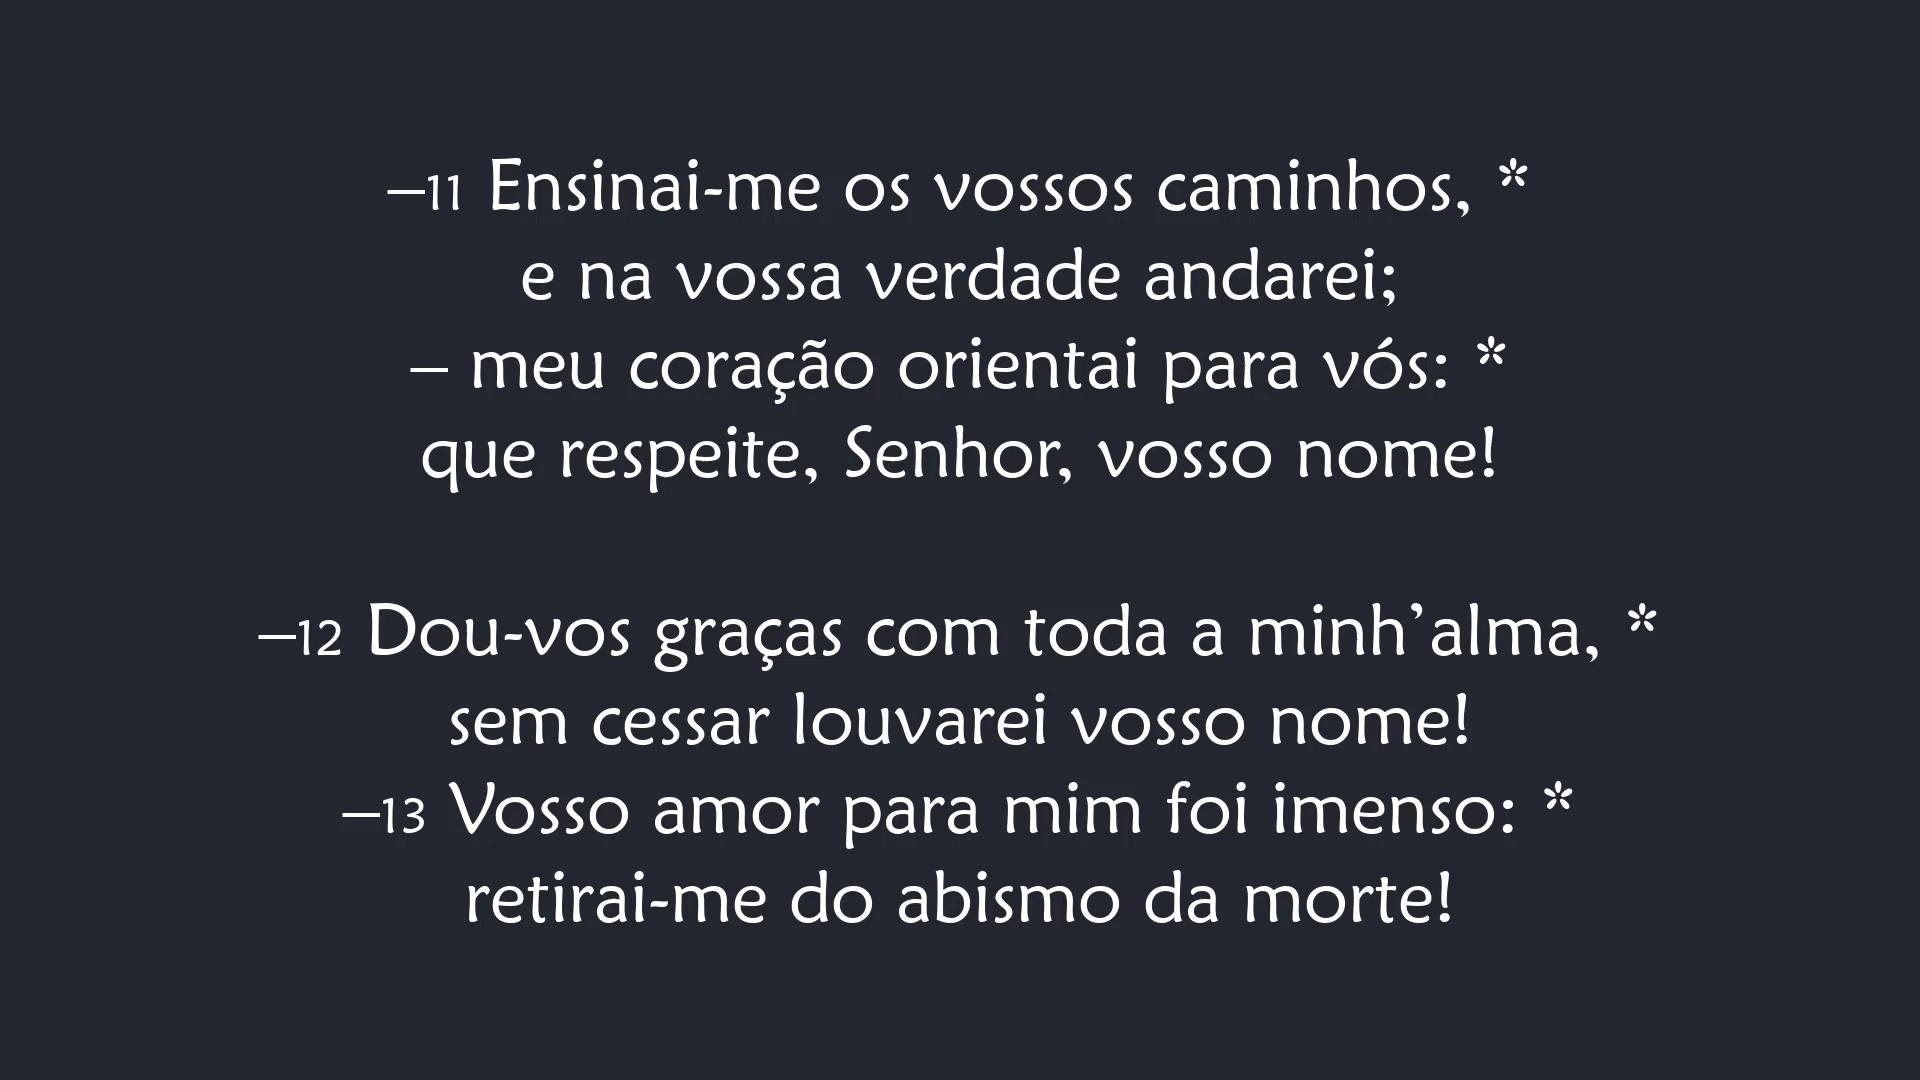 –11 Ensinai-me os vossos caminhos, *
e na vossa verdade andarei;
– meu coração orientai para vós: *
que respeite, Senhor, vosso nome!
–12 Dou-vos graças com toda a minh’alma, *
sem cessar louvarei vosso nome!
–13 Vosso amor para mim foi imenso: *
retirai-me do abismo da morte!